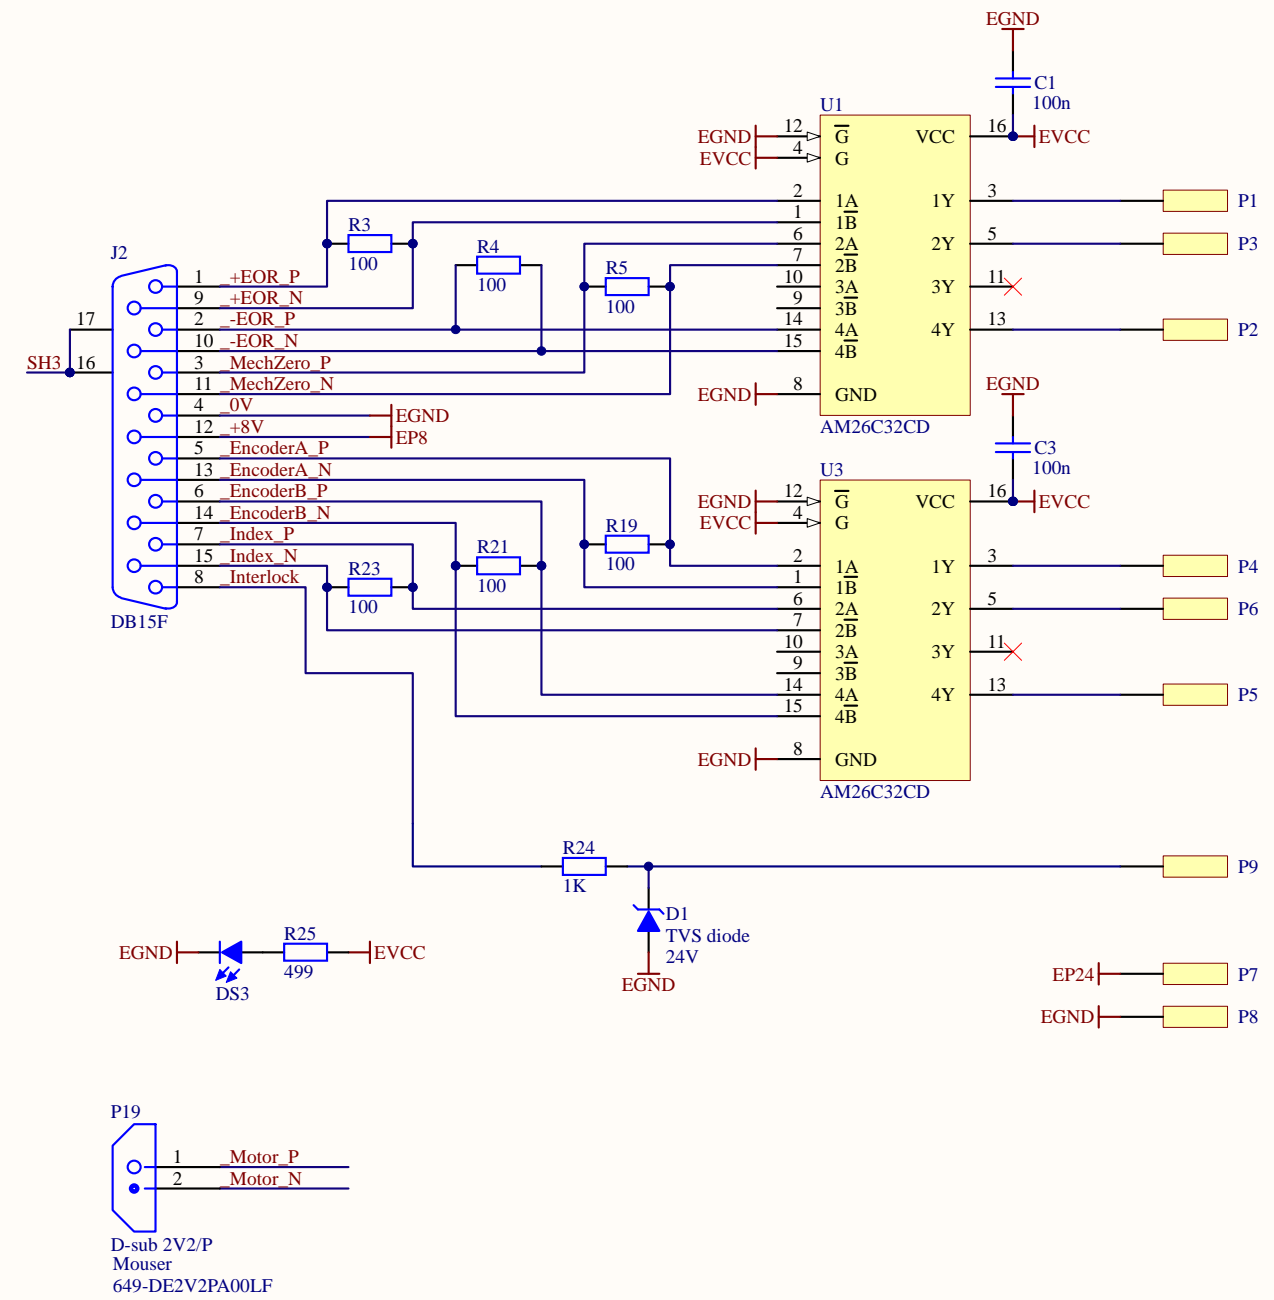 EGND
C1
100n
U1
EGND 12 G VCC 16 EVCC
EVCC 4 G
2 1A 1Y 3 P1
1 1B
6 2A 2Y 5 P3
7 2B
10 3A 3Y 11
9 3B
14 4A 4Y 13 P2
15 4B
EGND 8 GND
AM26C32CD
R3
100
R4
100
R5
100
J2
1 _+EOR_P
9 _+EOR_N
17
2 _-EOR_P
10 _-EOR_N
SH3 16
3 _MechZero_P
11 _MechZero_N
4 _0V EGND
12 _+8V EP8
5 _EncoderA_P
13 _EncoderA_N
6 _EncoderB_P
14 _EncoderB_N
7 _Index_P
15 _Index_N
8 _Interlock
DB15F
EGND
C3
100n
U3
EGND 12 G VCC 16 EVCC
EVCC 4 G
2 1A 1Y 3 P4
1 1B
6 2A 2Y 5 P6
7 2B
10 3A 3Y 11
9 3B
14 4A 4Y 13 P5
15 4B
EGND 8 GND
AM26C32CD
R19
100
R21
100
R23
100
R24
1K
P9
D1
TVS diode
24V
EGND
R25
EGND EVCC
499
DS3
EP24 P7
EGND P8
P19
1 _Motor_P
2 _Motor_N
D-sub 2V2/P
Mouser
649-DE2V2PA00LF